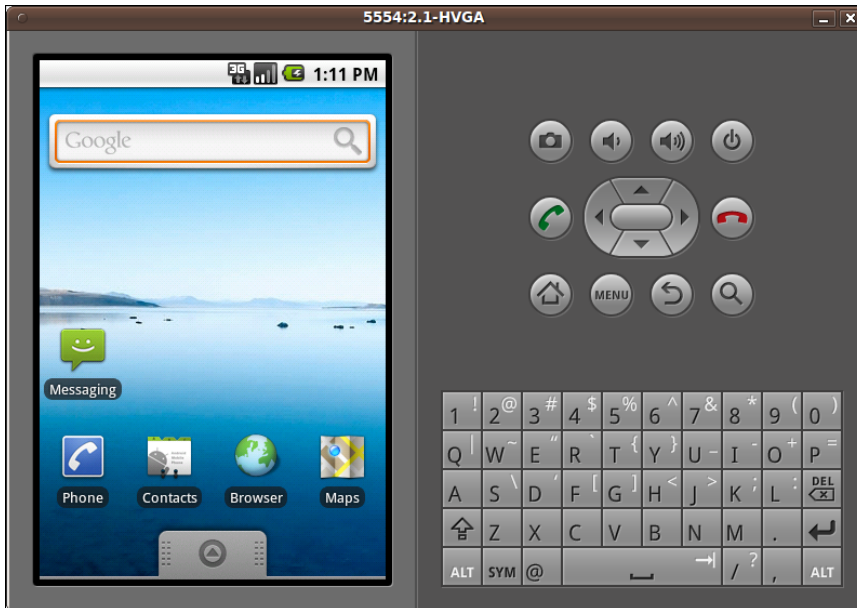 5554:2.1-HVGA
3G 1:11 PM
Google
Messaging
Phone Contacts Browser Maps
MENU
1 ! 2 @ 3 # 4 $ 5 % 6 ^ 7 & 8 * 9 ( 0 )
Q | W ~ E " R ` T { Y } U _ I - O + P =
A S \ D ' F [ G ] H < J > K ; L : DEL
Z X C V B N M .
ALT SYM @ / ? , ALT